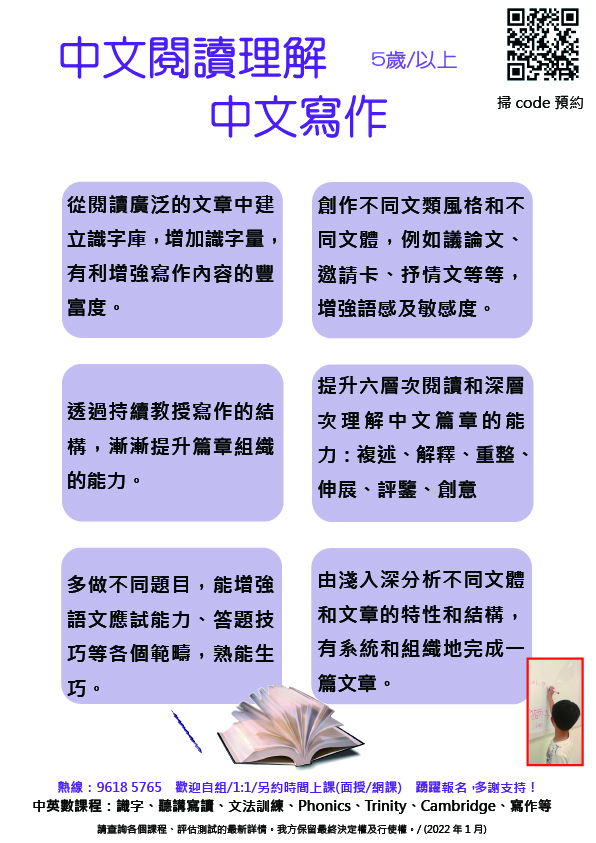 中文閱讀理解
5歲/以上
中文寫作
掃 code 預約
從閱讀廣泛的文章中建
立識字庫，增加識字量，
有利增強寫作內容的豐
富度。
創作不同文類風格和不
同文體，例如議論文、
邀請卡、抒情文等等，
增強語感及敏感度。
透過持續教授寫作的結
構，漸漸提升篇章組織
的能力。
提升六層次閱讀和深層
次理解中文篇章的能
力：複述、解釋、重整、
伸展、評鑒、創意
多做不同題目，能增強
語文應試能力、答題技
巧等各個範疇，熟能生
巧。
由淺入深分析不同文體
和文章的特性和結構，
有系統和組織地完成一
篇文章。
熱線：9618 5765 歡迎自組/1:1/另約時間上課(面授/網課) 踴躍報名，多謝支持！
中英數課程：識字、聽講寫讀、文法訓練、Phonics、Trinity、Cambridge、寫作等
請查詢各個課程、評估測試的最新詳情。我方保留最終決定權及行使權。/ (2022 年 1 月)